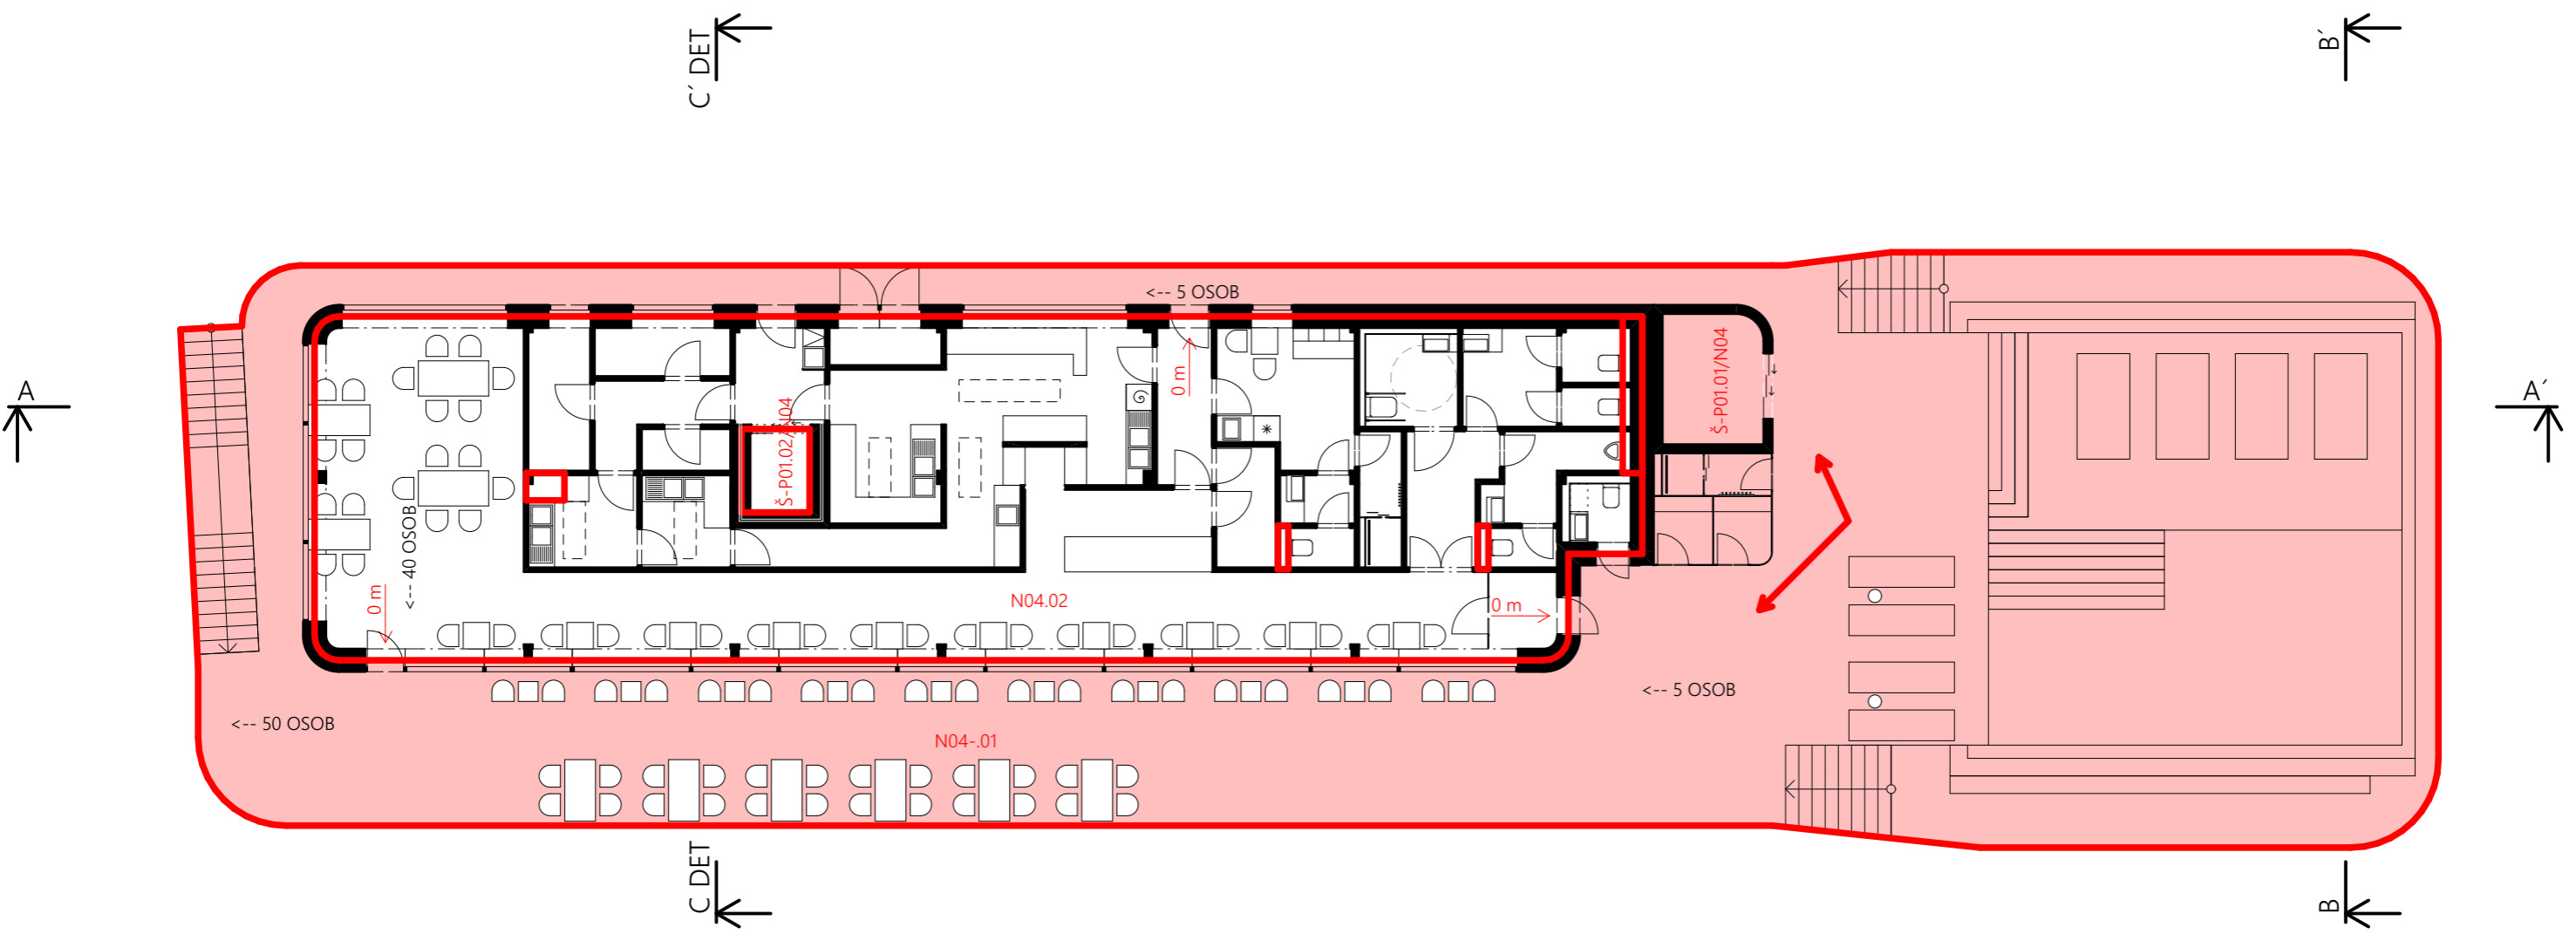 C´ DET
B´
<-- 5 OSOB
Š-P01.01/N04
0 m
A
A´
Š-P01.02/N04
<-- 40 OSOB
0 m
N04.02
0 m
<-- 5 OSOB
<-- 50 OSOB
N04-.01
C DET
B